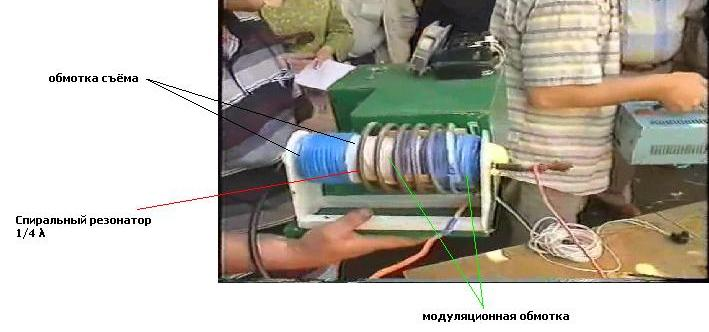 обмотка съёма
Спиральный резонатор
1/4 λ
модуляционная обмотка